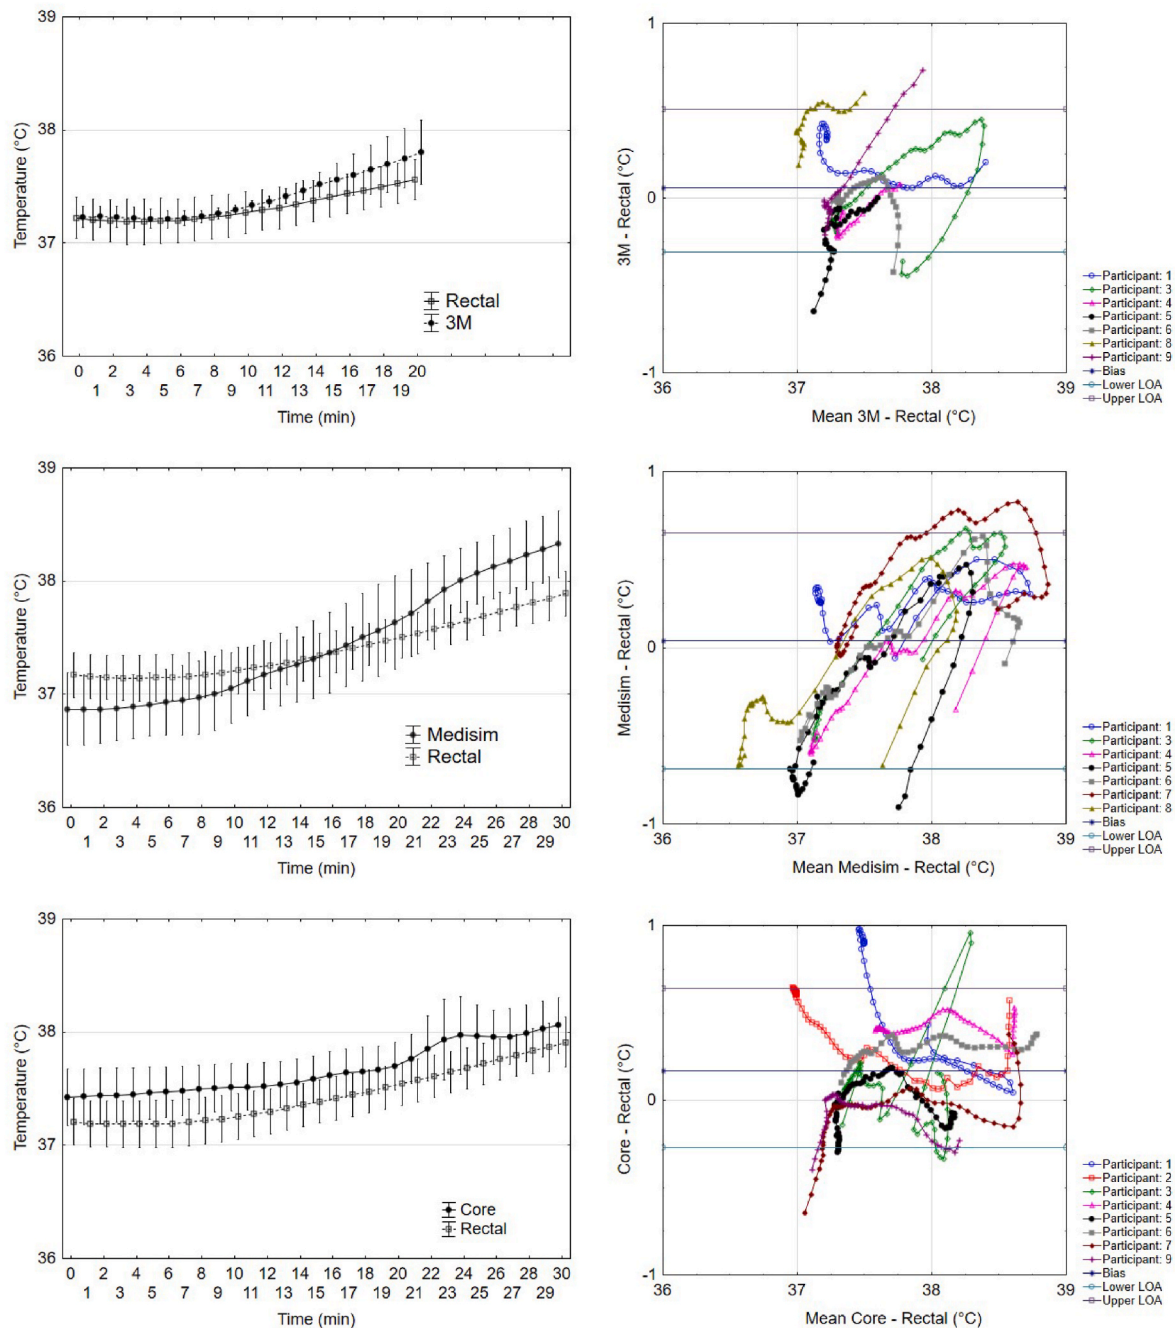 39
38
37
36
Temperature (°C)
Rectal
3M
0 2 4 6 8 10 12 14 16 18 20
1 3 5 7 9 11 13 15 17 19
Time (min)
1
0
-1
3M - Rectal (°C)
36 37 38 39
Mean 3M - Rectal (°C)
Participant: 1
Participant: 3
Participant: 4
Participant: 5
Participant: 6
Participant: 8
Participant: 9
Bias
Lower LOA
Upper LOA
39
38
37
36
Temperature (°C)
Medisim
Rectal
0 2 4 6 8 10 12 14 16 18 20 22 24 26 28 30
1 3 5 7 9 11 13 15 17 19 21 23 25 27 29
Time (min)
1
0
-1
Medisim - Rectal (°C)
36 37 38 39
Mean Medisim - Rectal (°C)
Participant: 1
Participant: 3
Participant: 4
Participant: 5
Participant: 6
Participant: 7
Participant: 8
Bias
Lower LOA
Upper LOA
39
38
37
36
Temperature (°C)
Core
Rectal
0 2 4 6 8 10 12 14 16 18 20 22 24 26 28 30
1 3 5 7 9 11 13 15 17 19 21 23 25 27 29
Time (min)
1
0
-1
Core - Rectal (°C)
36 37 38 39
Mean Core - Rectal (°C)
Participant: 1
Participant: 2
Participant: 3
Participant: 4
Participant: 5
Participant: 6
Participant: 7
Participant: 9
Bias
Lower LOA
Upper LOA